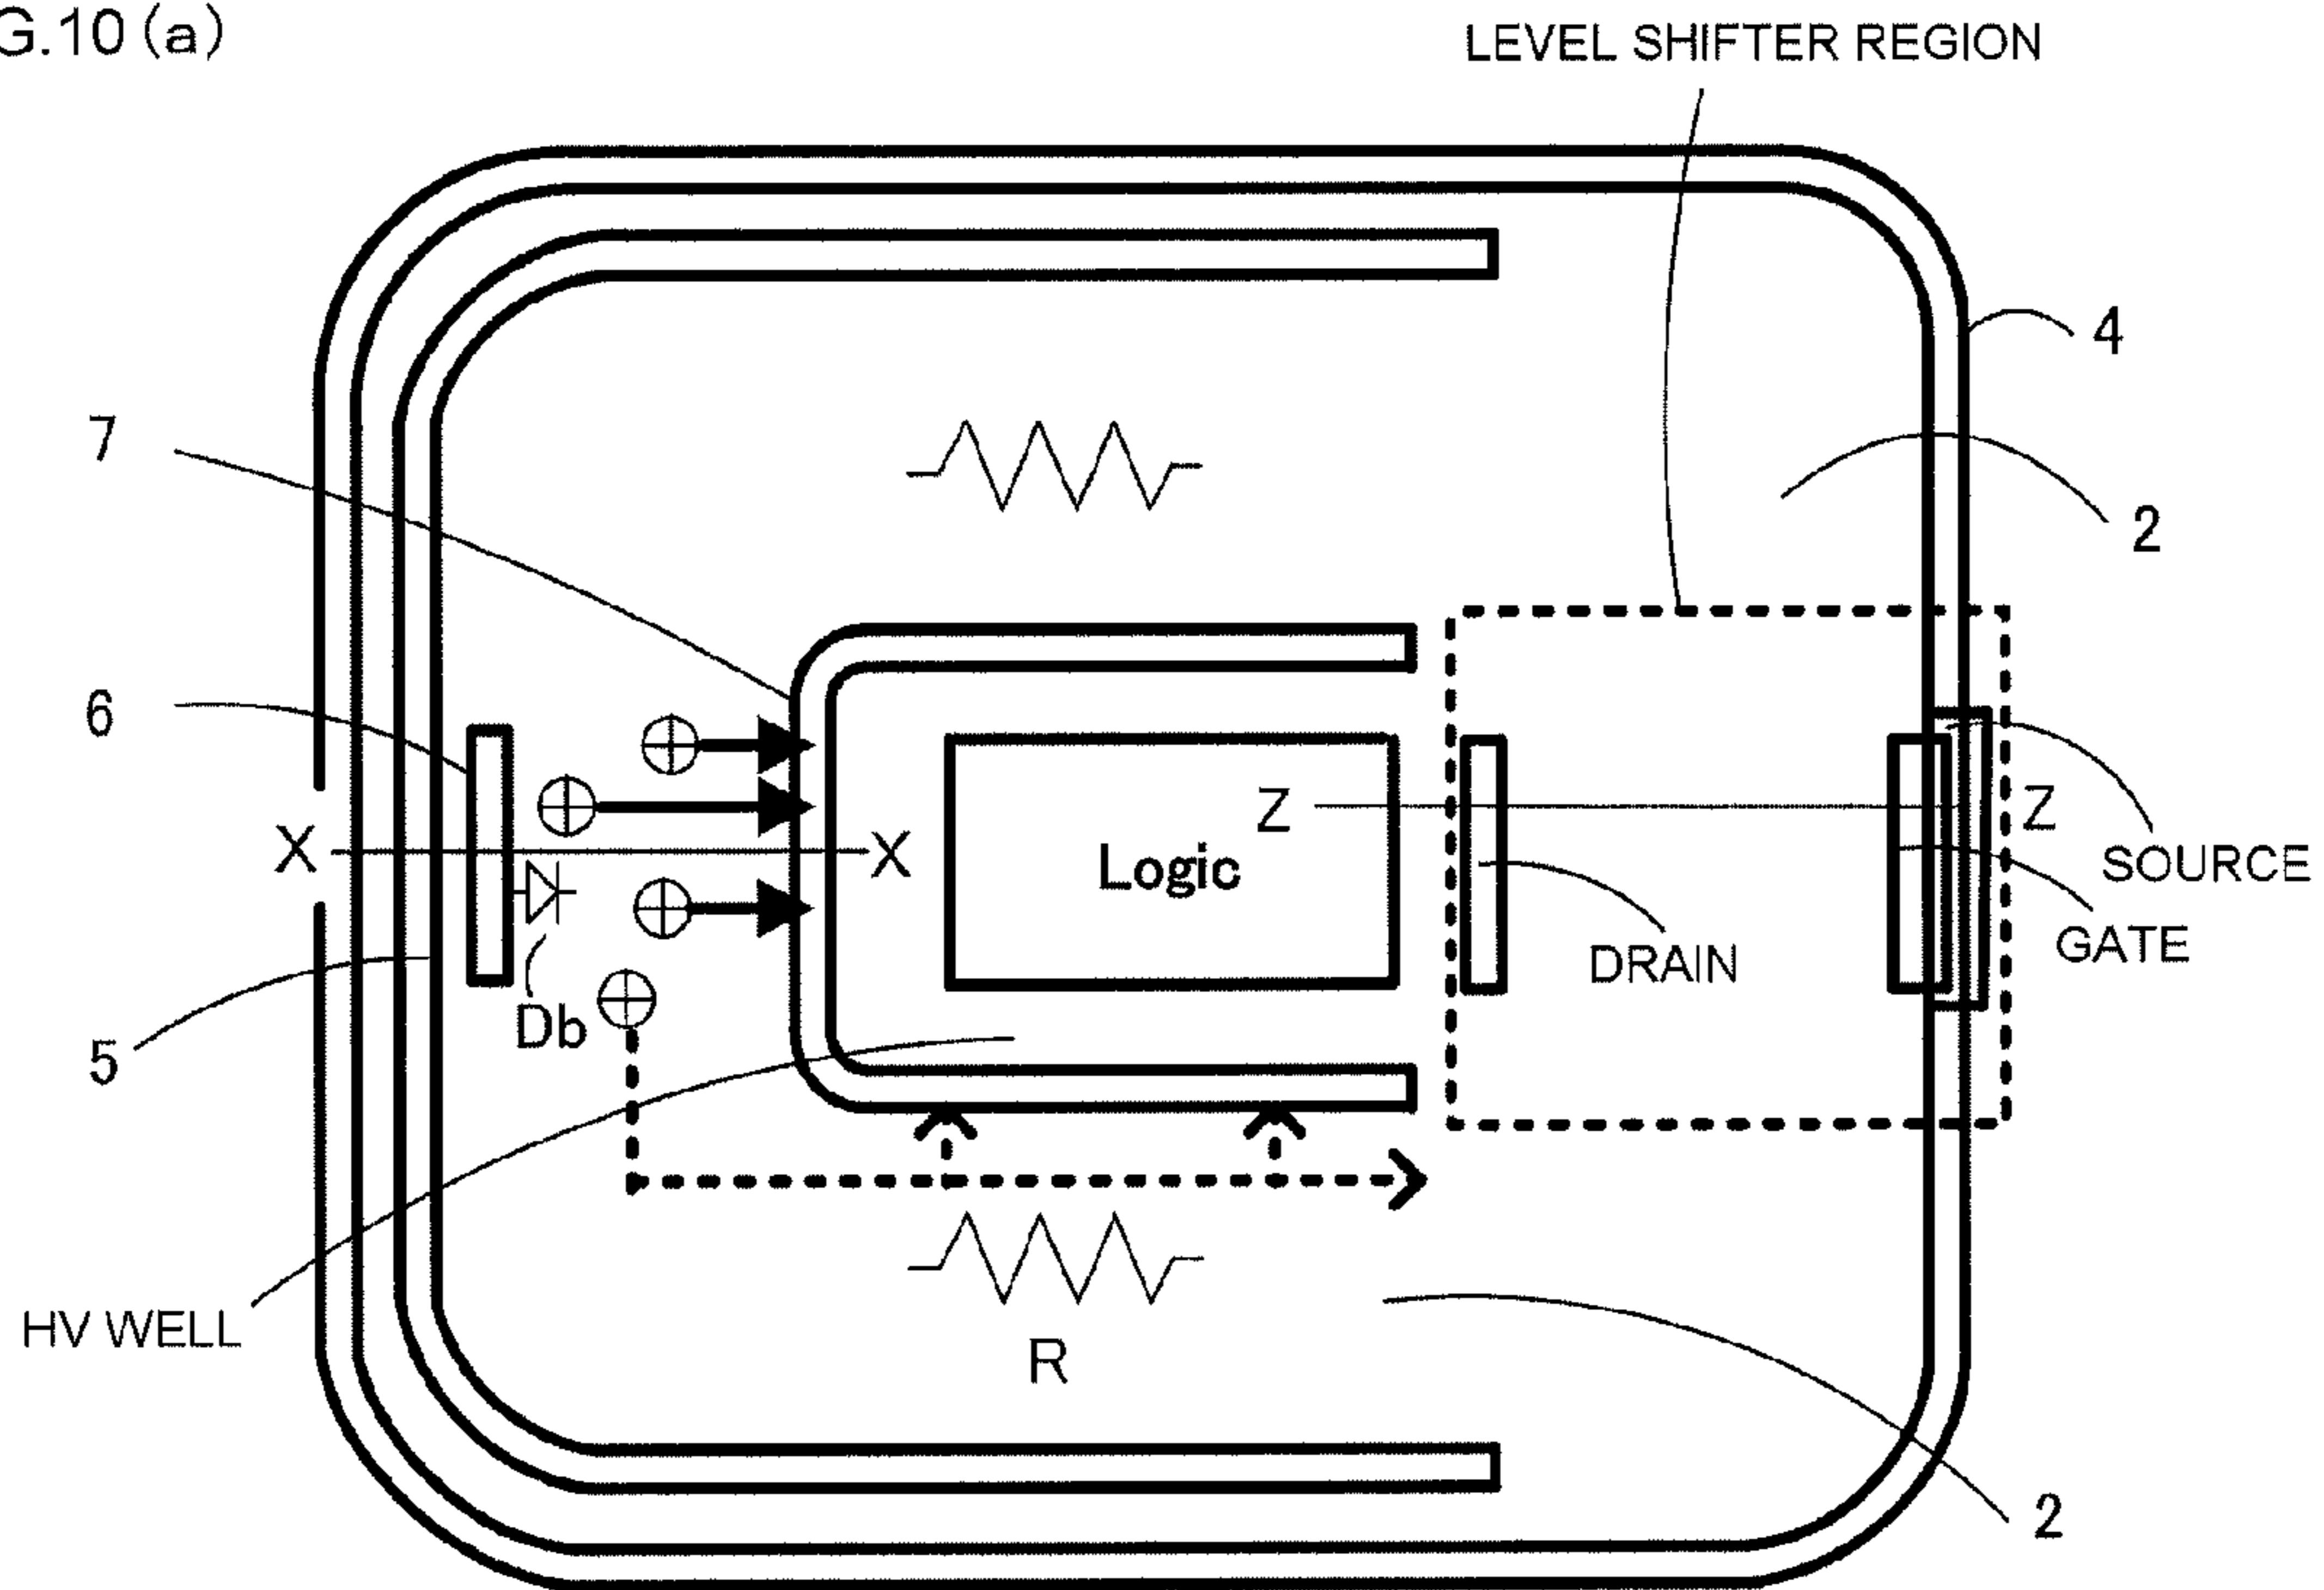 G.10 (a)
LEVEL SHIFTER REGION
4
7
2
6
Z
Z
X
X
Logic
SOURCE
GATE
DRAIN
Db
5
HV WELL
R
2